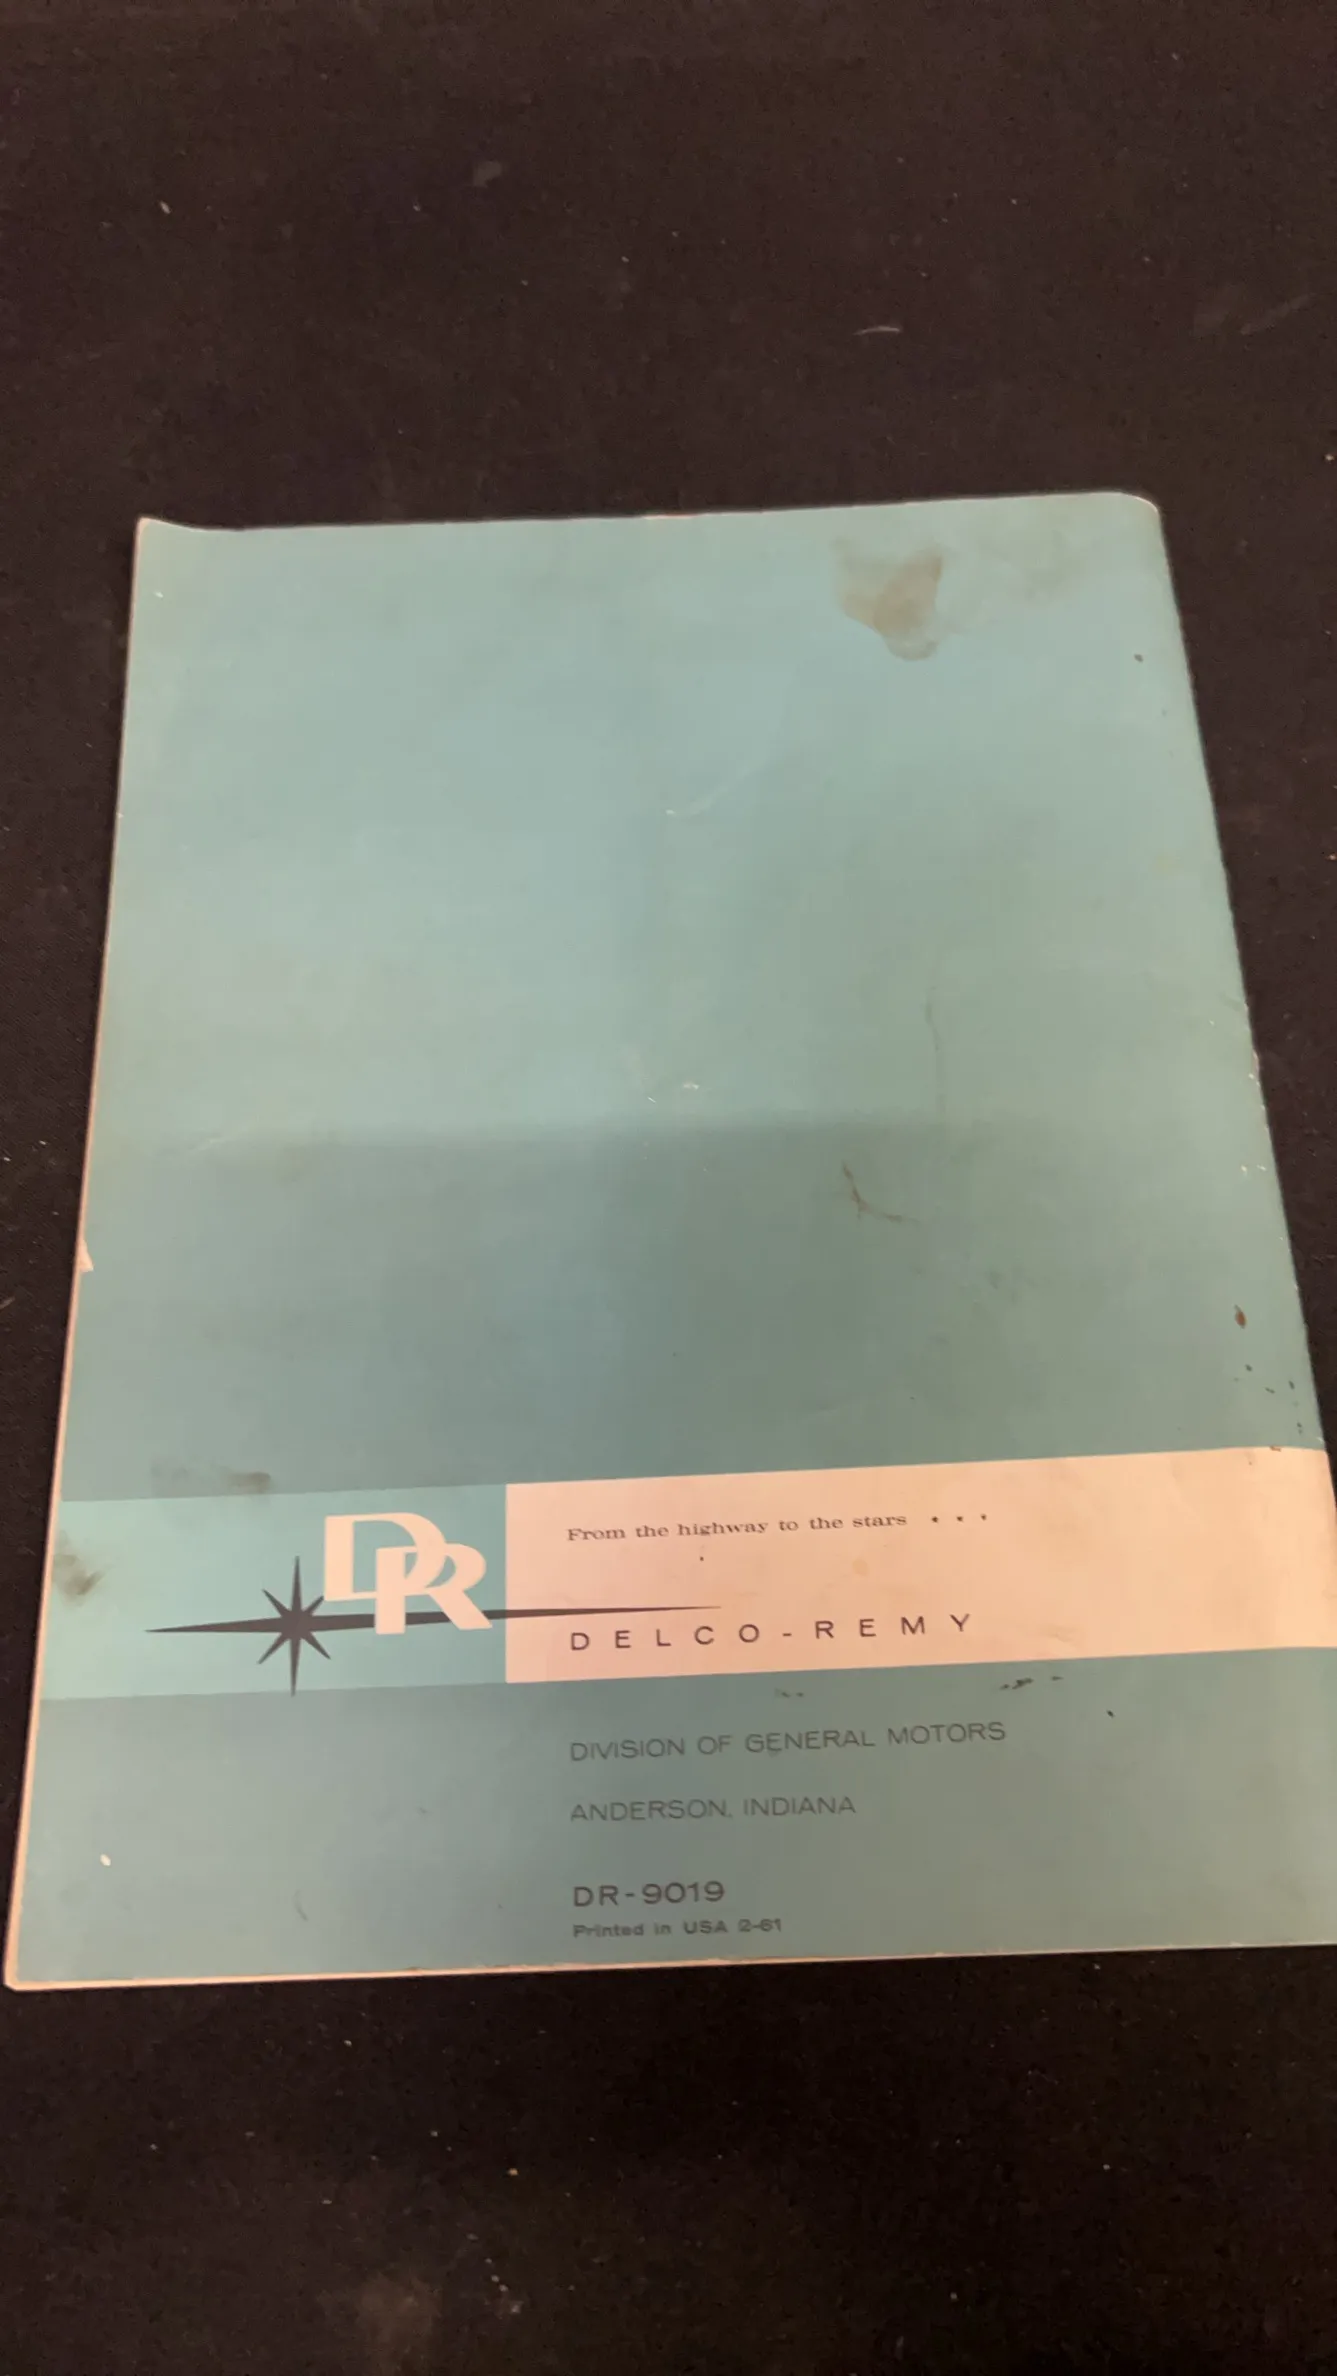 DR
From the highway to the stars . . .
DELCO-REMY
DIVISION OF GENERAL MOTORS
ANDERSON, INDIANA
DR-9019
Printed in USA 2-61